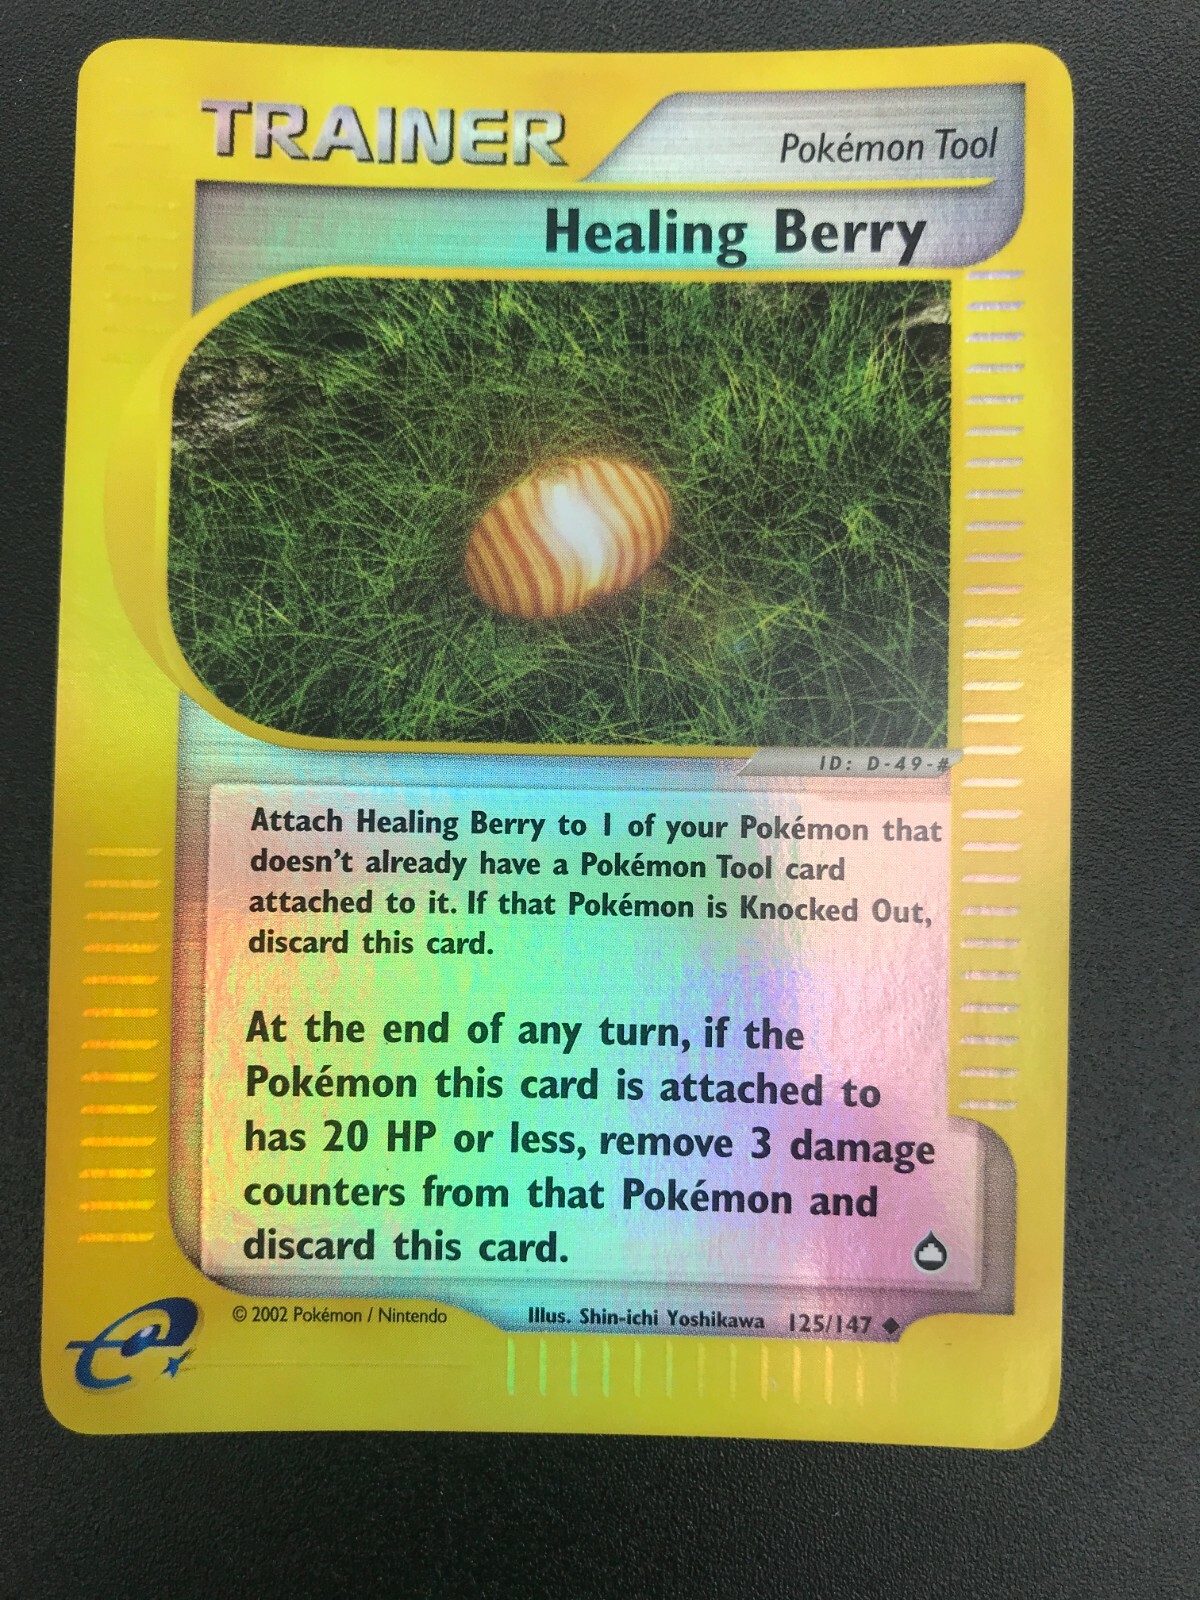 TRAINER
Pokémon Tool
Healing Berry
ID: D-49-#
Attach Healing Berry to 1 of your Pokémon that
doesn't already have a Pokémon Tool card
attached to it. If that Pokémon is Knocked Out,
discard this card.
At the end of any turn, if the
Pokémon this card is attached to
has 20 HP or less, remove 3 damage
counters from that Pokémon and
discard this card.
© 2002 Pokémon / Nintendo
Illus. Shin-ichi Yoshikawa 125/147 ◆
e